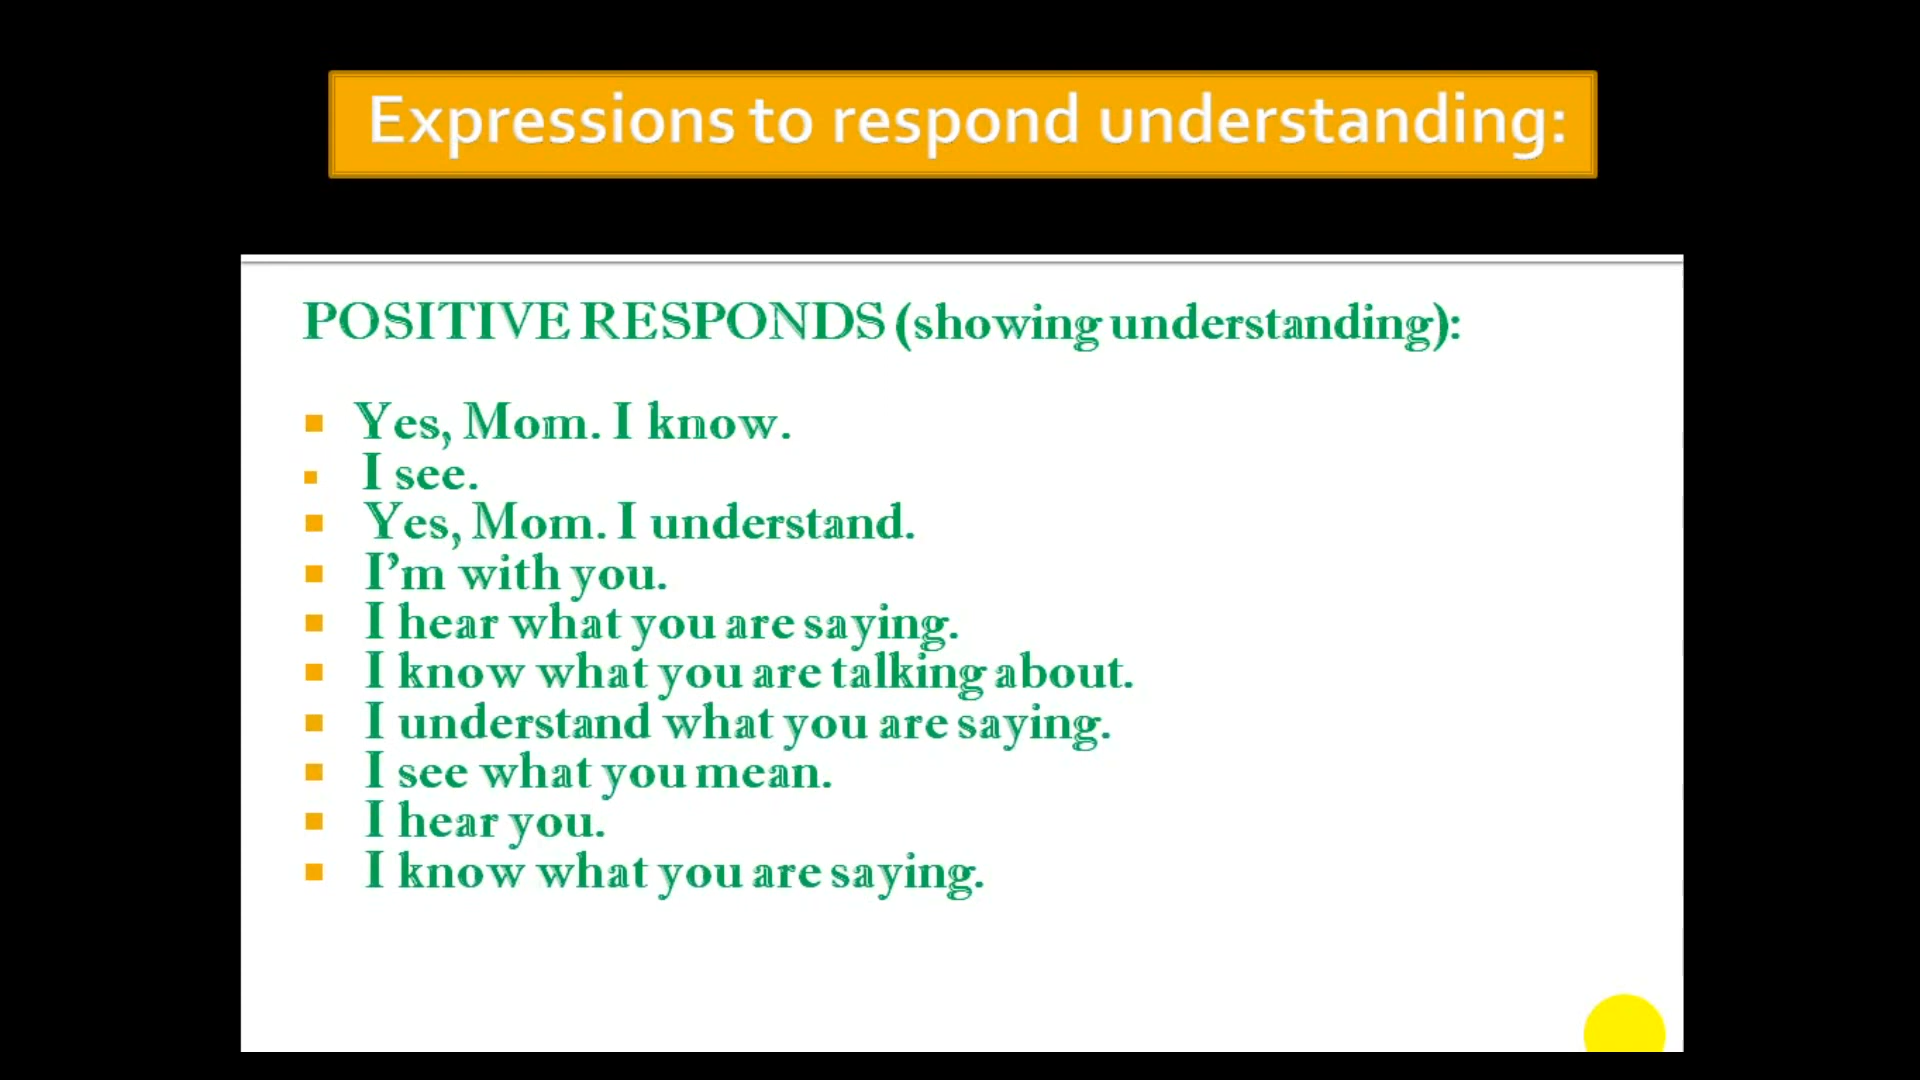 Expressions to respond understanding:
POSITIVE RESPONDS (showing understanding):
Yes, Mom. I know.
I see.
Yes, Mom. I understand.
I’m with you.
I hear what you are saying.
I know what you are talking about.
I understand what you are saying.
I see what you mean.
I hear you.
I know what you are saying.